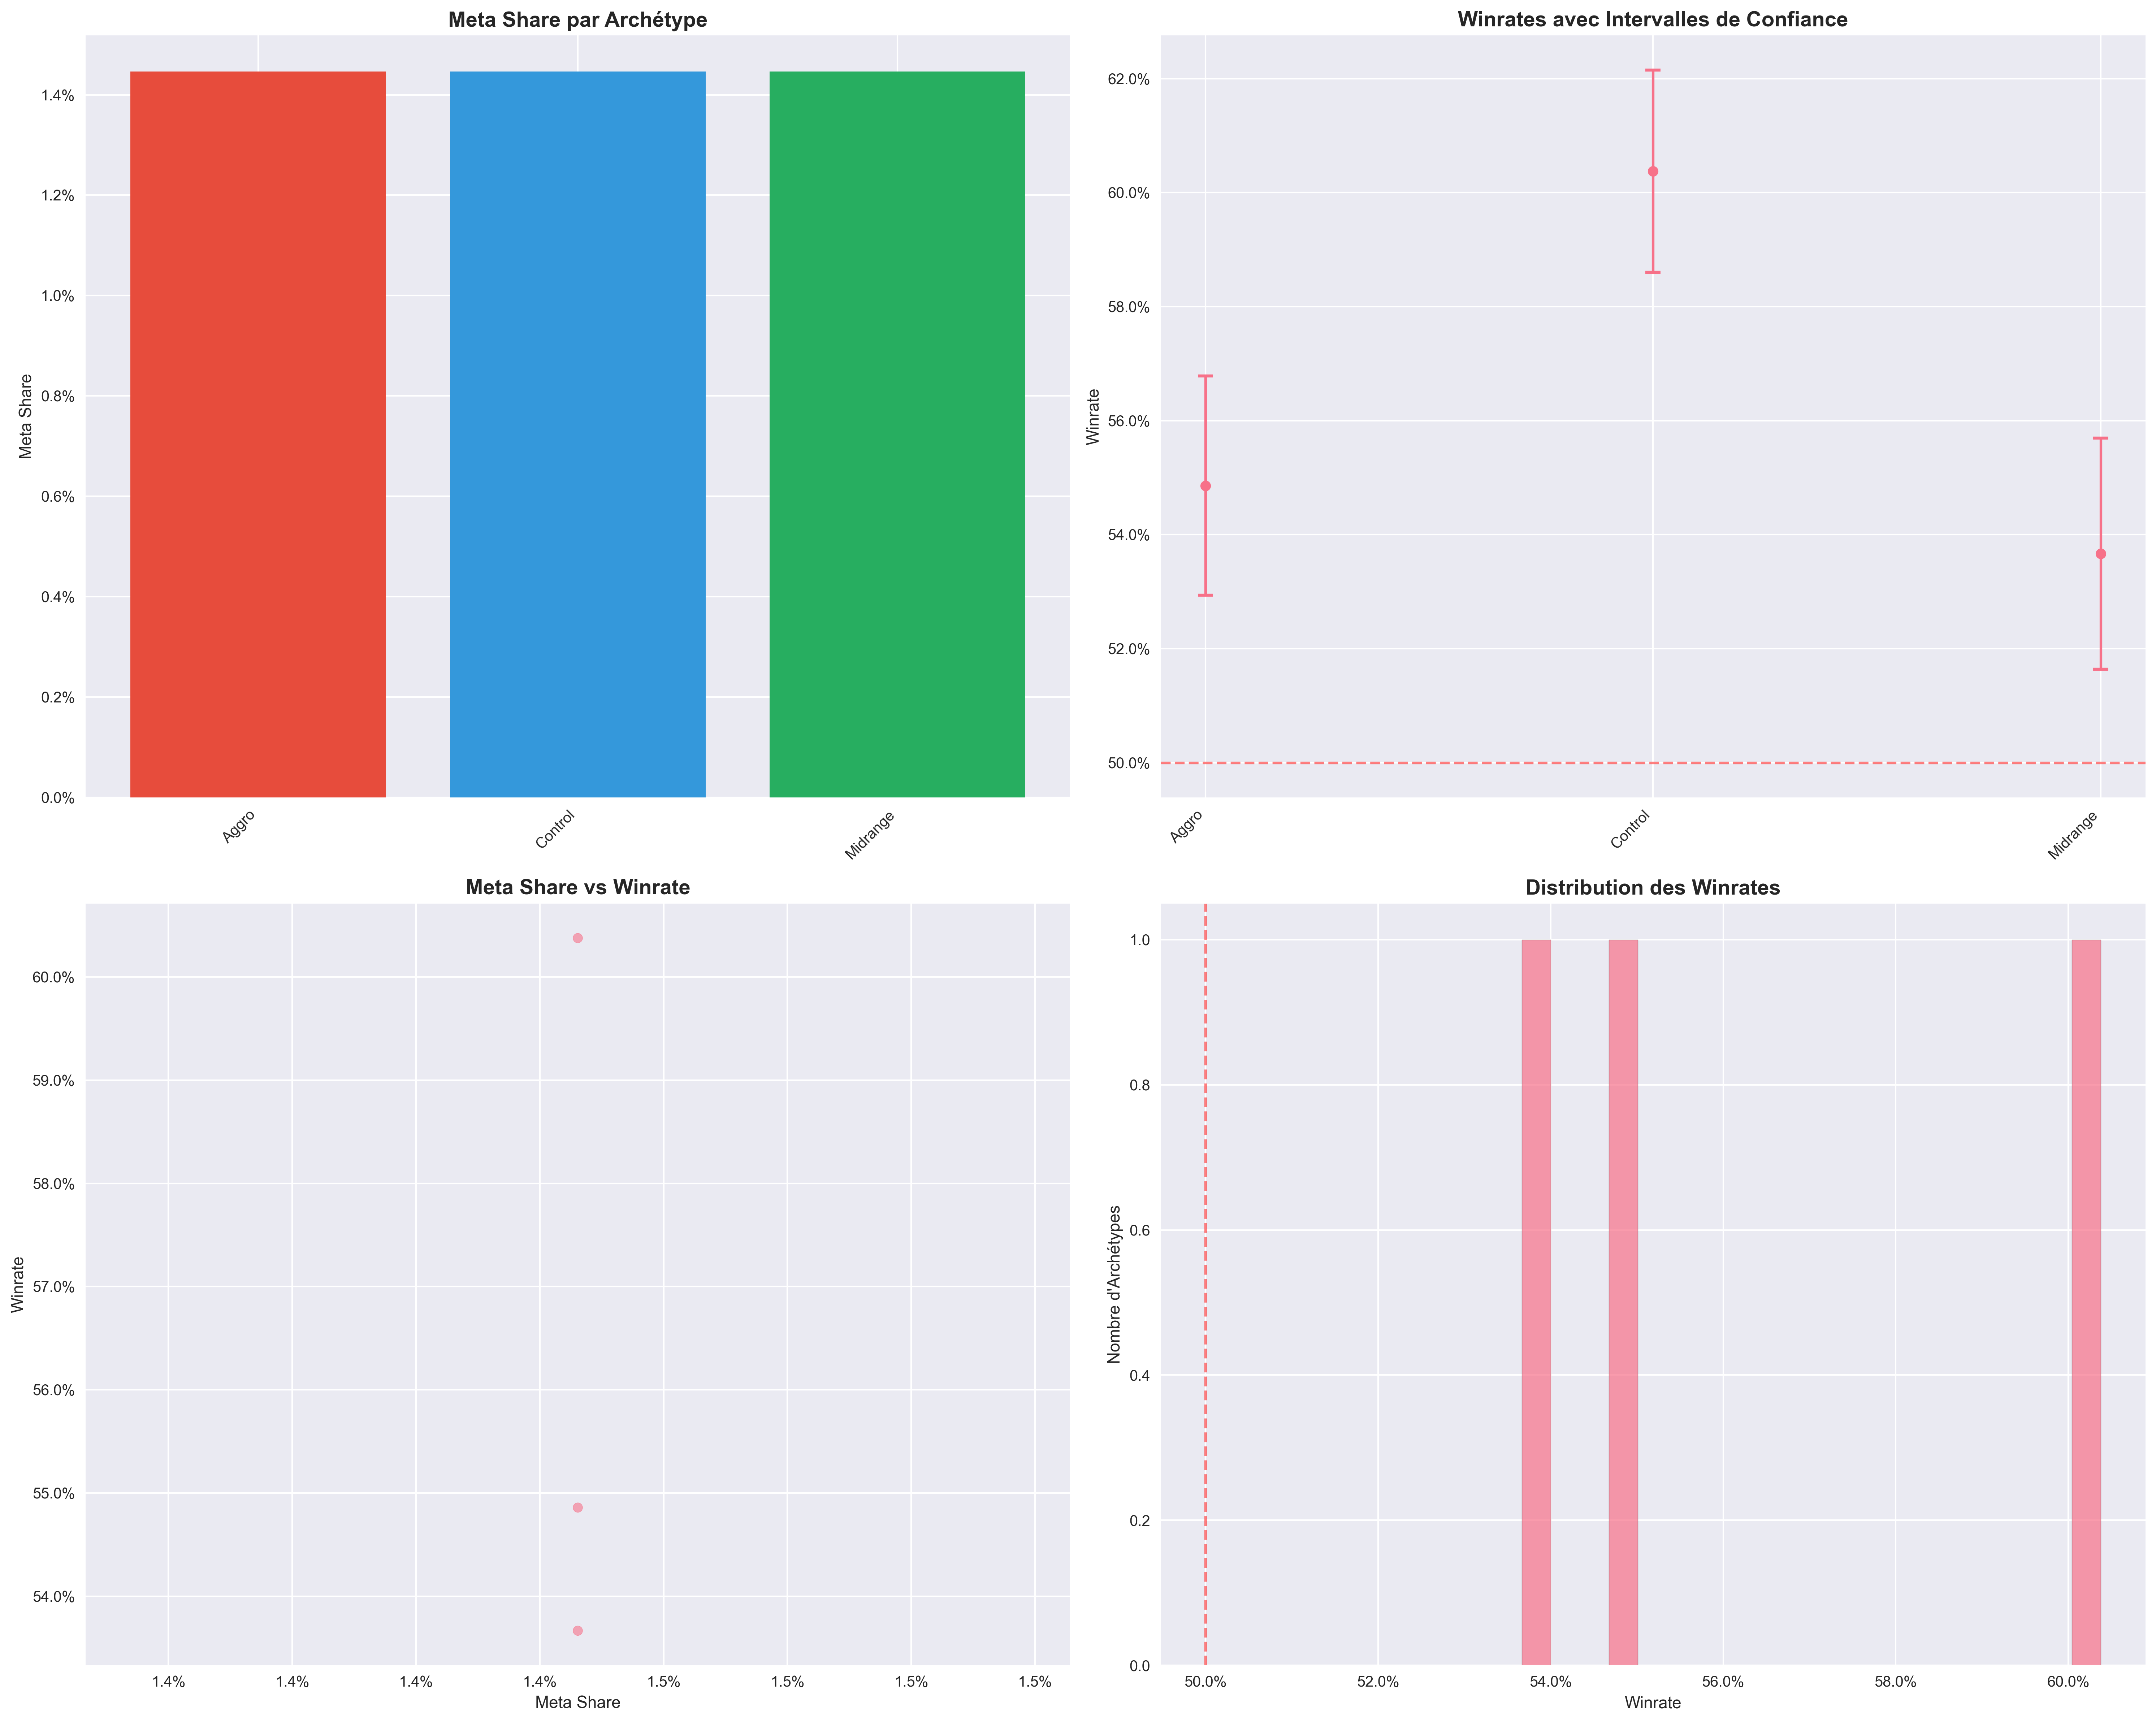 Meta Share par Archétype
Meta Share
1.4%
1.2%
1.0%
0.8%
0.6%
0.4%
0.2%
0.0%
Aggro
Control
Midrange
Winrates avec Intervalles de Confiance
Winrate
62.0%
60.0%
58.0%
56.0%
54.0%
52.0%
50.0%
Aggro
Control
Midrange
Meta Share vs Winrate
Winrate
60.0%
59.0%
58.0%
57.0%
56.0%
55.0%
54.0%
1.4% 1.4% 1.4% 1.4% 1.5% 1.5% 1.5% 1.5%
Meta Share
Distribution des Winrates
Nombre d'Archétypes
1.0
0.8
0.6
0.4
0.2
0.0
50.0% 52.0% 54.0% 56.0% 58.0% 60.0%
Winrate